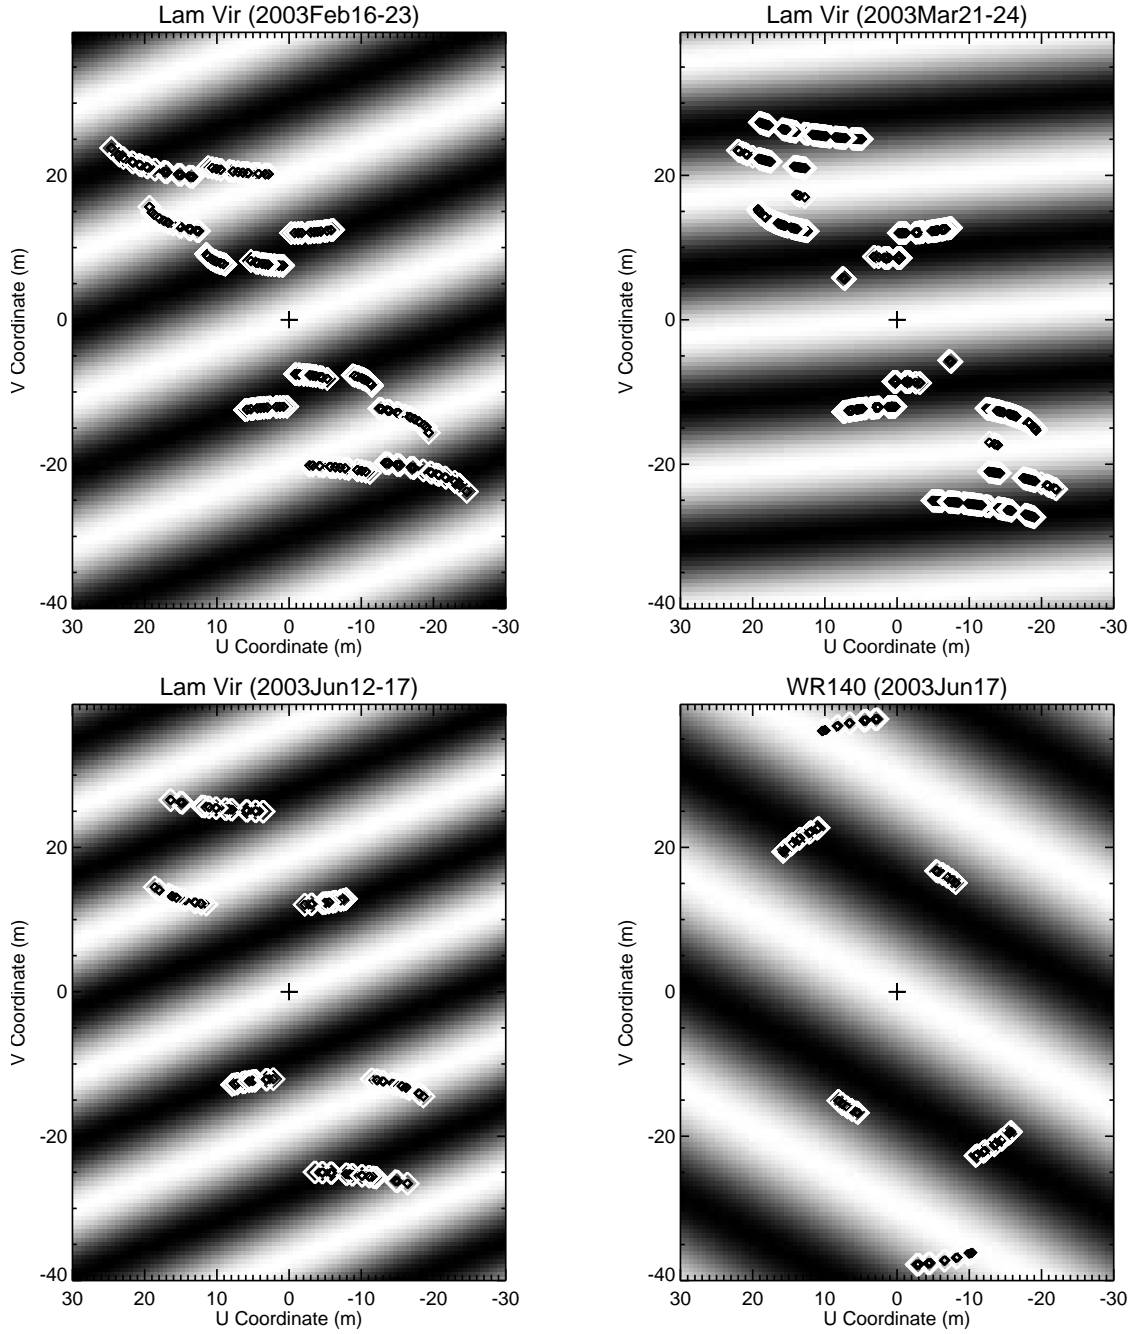 Lam Vir (2003Feb16-23)
V Coordinate (m)
20
0
-20
-40
30 20 10 0 -10 -20 -30
U Coordinate (m)
Lam Vir (2003Mar21-24)
V Coordinate (m)
20
0
-20
-40
30 20 10 0 -10 -20 -30
U Coordinate (m)
Lam Vir (2003Jun12-17)
V Coordinate (m)
20
0
-20
-40
30 20 10 0 -10 -20 -30
U Coordinate (m)
WR140 (2003Jun17)
V Coordinate (m)
20
0
-20
-40
30 20 10 0 -10 -20 -30
U Coordinate (m)